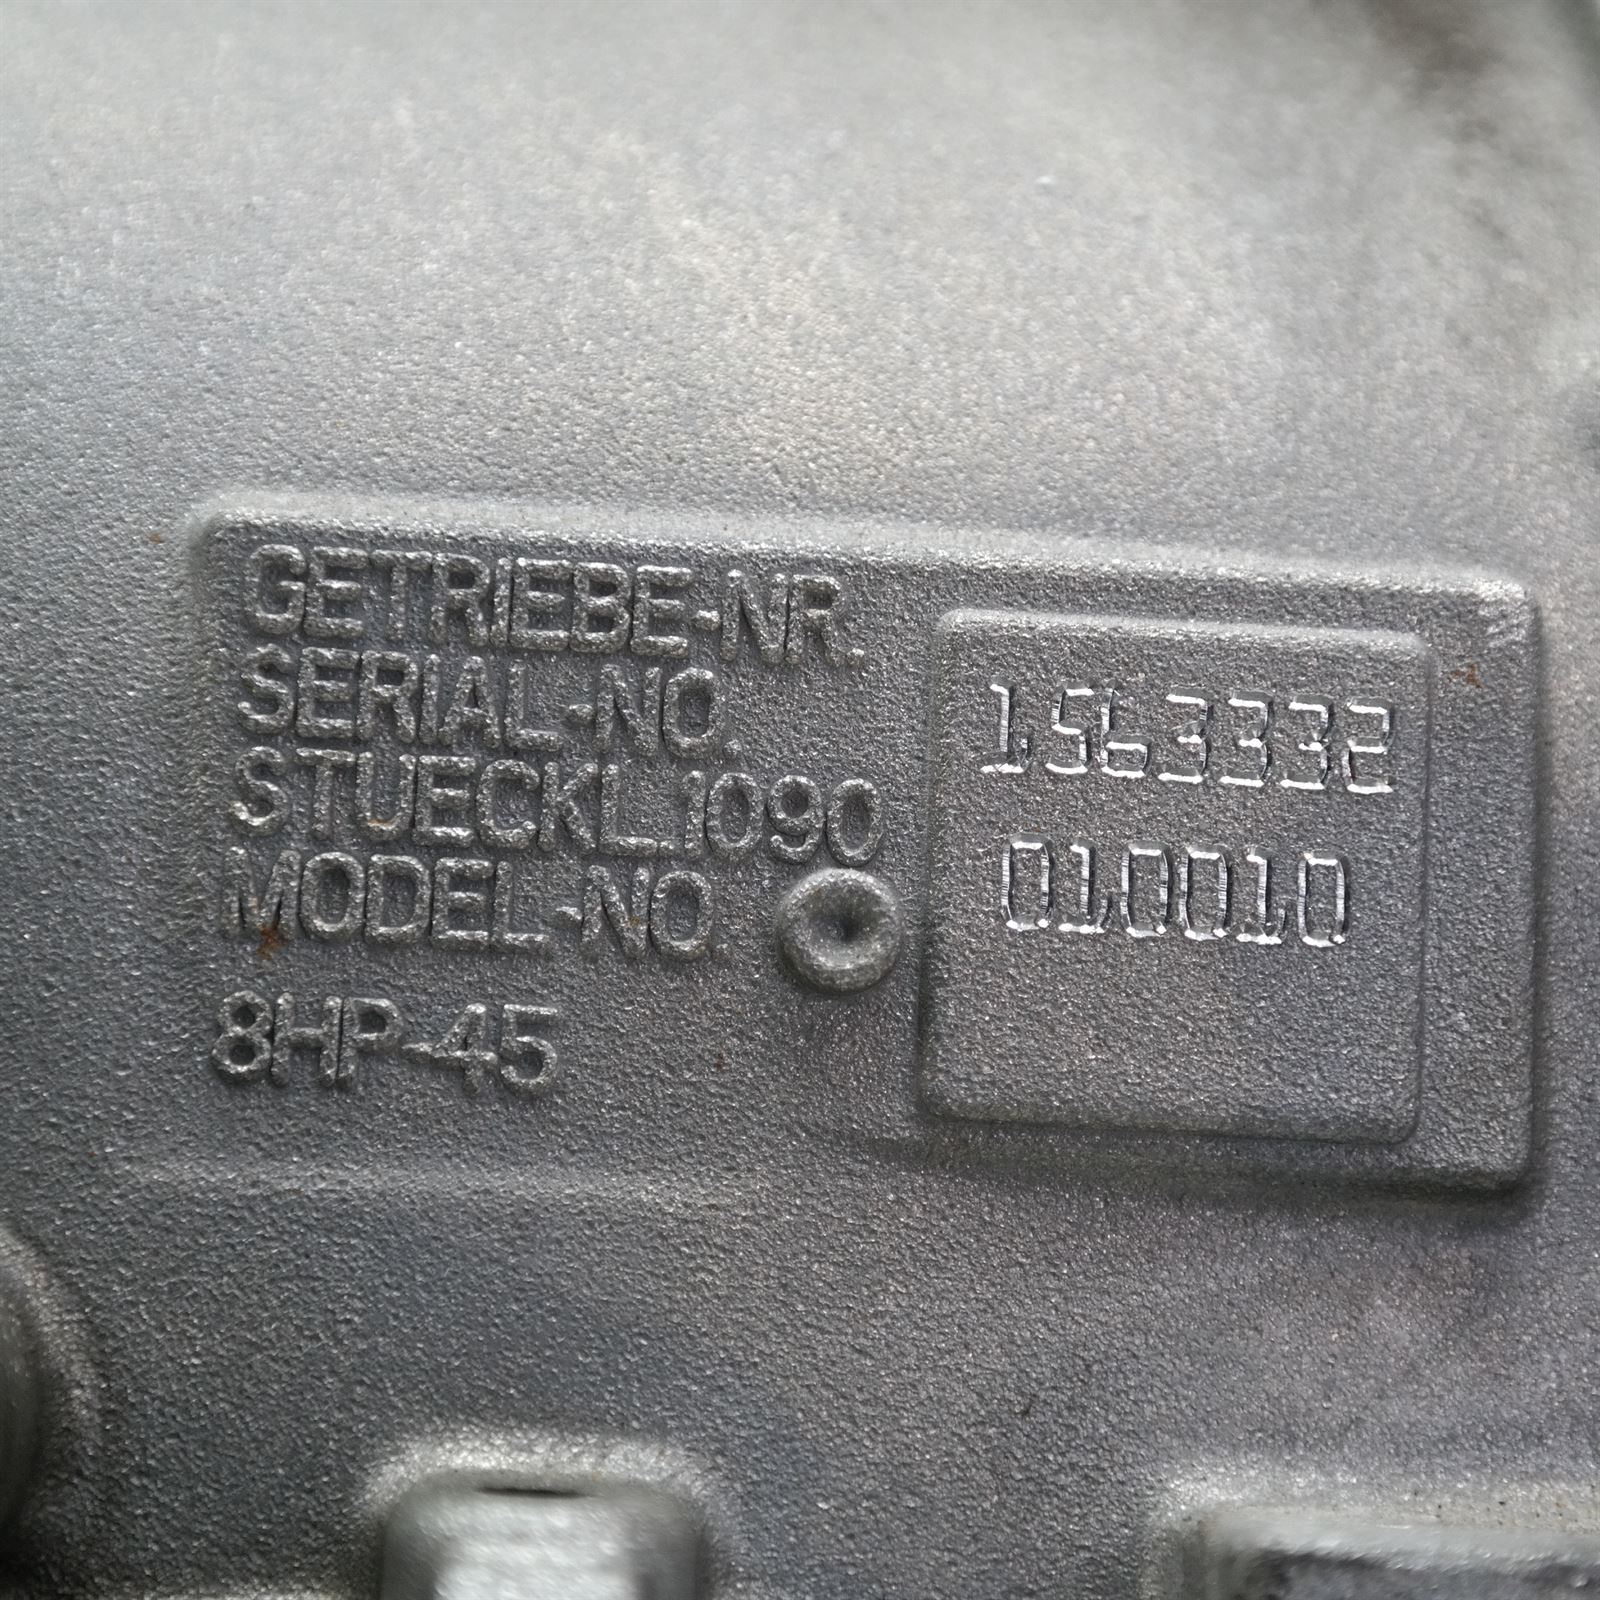 GETRIEBE-NR.
SERIAL-NO.
STUECKL.1090
MODEL-NO.
8HP-45
1563332
010010